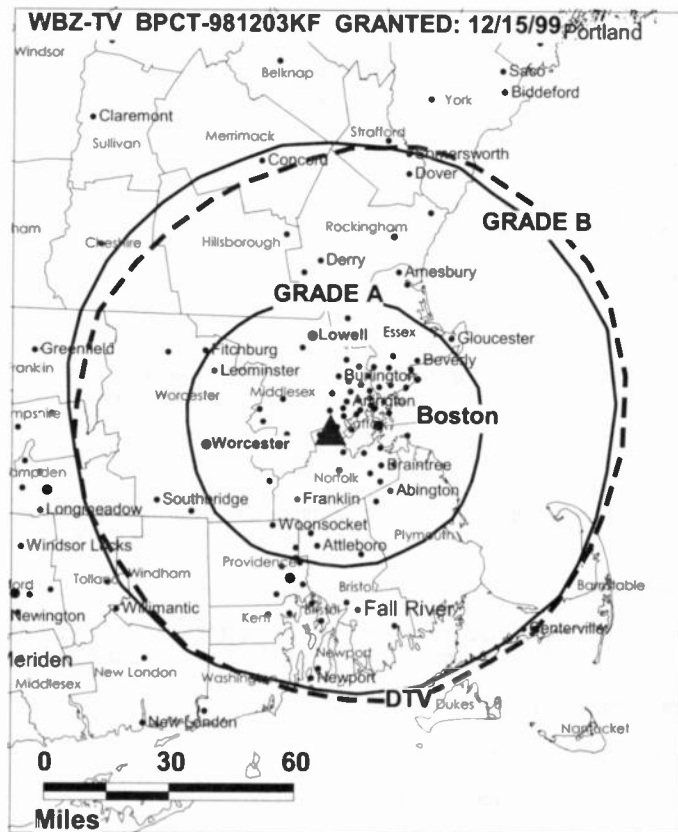 WBZ-TV BPCT-981203KF GRANTED: 12/15/99
Portland
Windsor
Belknap
Saco
York
Biddeford
Claremont
Sullivan
Merrimack
Strafford
Somersworth
Concord
Dover
GRADE B
Rockingham
Cheshire
Hillsborough
Derry
Amesbury
GRADE A
Lowell
Essex
Gloucester
Greenfield
Fitchburg
Beverly
Leominster
Burlington
Worcester
Middlesex
Arlington
Boston
Worcester
Norfolk
Braintree
Southbridge
Franklin
Abington
Longmeadow
Woonsocket
Plymouth
Windsor Locks
Attleboro
Providence
Tolland
Windham
Bristol
Barnstable
Newington
Willimantic
Kent
Bristol
Fall River
Centerville
Meriden
New London
Newport
Middlesex
Washington
Newport
DTV
Dukes
New London
Nantucket
0 30 60
Miles